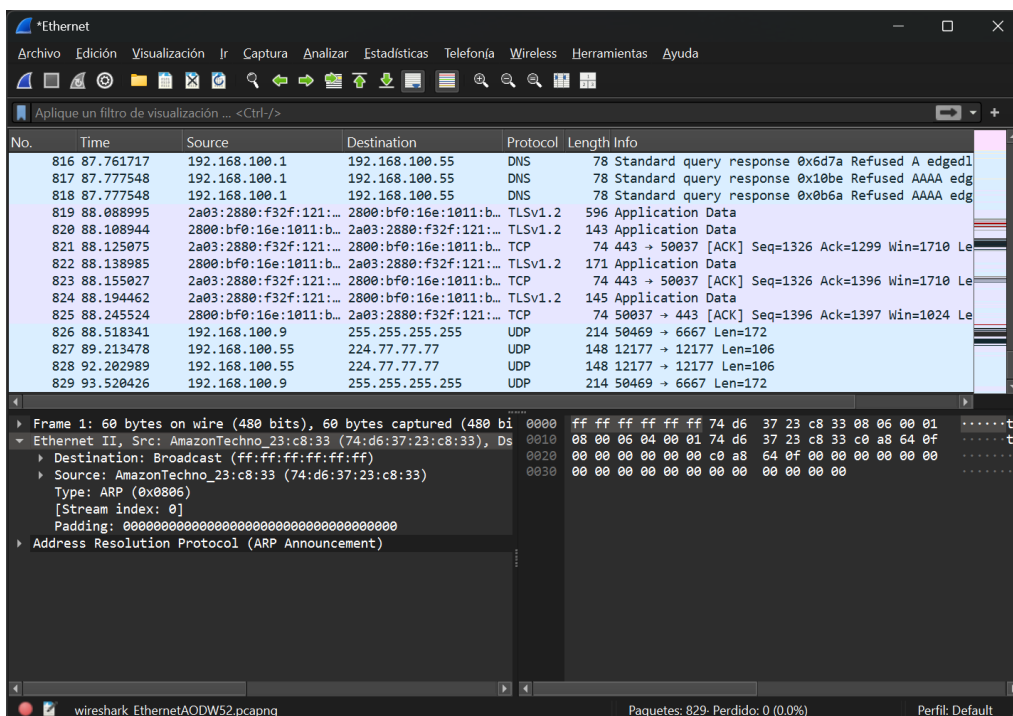 *Ethernet
Archivo Edición Visualización Ir Captura Analizar Estadísticas Telefonía Wireless Herramientas Ayuda
Aplique un filtro de visualización ... <Ctrl-/>
No. Time Source Destination Protocol Length Info
816 87.761717 192.168.100.1 192.168.100.55 DNS 78 Standard query response 0x6d7a Refused A edgedl
817 87.777548 192.168.100.1 192.168.100.55 DNS 78 Standard query response 0x10be Refused AAAA edg
818 87.777548 192.168.100.1 192.168.100.55 DNS 78 Standard query response 0x0b6a Refused AAAA edg
819 88.088995 2a03:2880:f32f:121:… 2800:bf0:16e:1011:b… TLSv1.2 596 Application Data
820 88.108944 2800:bf0:16e:1011:b… 2a03:2880:f32f:121:… TLSv1.2 143 Application Data
821 88.125075 2a03:2880:f32f:121:… 2800:bf0:16e:1011:b… TCP 74 443 → 50037 [ACK] Seq=1326 Ack=1299 Win=1710 Le
822 88.138985 2800:bf0:16e:1011:b… 2a03:2880:f32f:121:… TLSv1.2 171 Application Data
823 88.155027 2a03:2880:f32f:121:… 2800:bf0:16e:1011:b… TCP 74 443 → 50037 [ACK] Seq=1326 Ack=1396 Win=1710 Le
824 88.194462 2a03:2880:f32f:121:… 2800:bf0:16e:1011:b… TLSv1.2 145 Application Data
825 88.245524 2800:bf0:16e:1011:b… 2a03:2880:f32f:121:… TCP 74 50037 → 443 [ACK] Seq=1396 Ack=1397 Win=1024 Le
826 88.518341 192.168.100.9 255.255.255.255 UDP 214 50469 → 6667 Len=172
827 89.213478 192.168.100.55 224.77.77.77 UDP 148 12177 → 12177 Len=106
828 92.202989 192.168.100.55 224.77.77.77 UDP 148 12177 → 12177 Len=106
829 93.520426 192.168.100.9 255.255.255.255 UDP 214 50469 → 6667 Len=172
Frame 1: 60 bytes on wire (480 bits), 60 bytes captured (480 bi
Ethernet II, Src: AmazonTechno_23:c8:33 (74:d6:37:23:c8:33), Ds
Destination: Broadcast (ff:ff:ff:ff:ff:ff)
Source: AmazonTechno_23:c8:33 (74:d6:37:23:c8:33)
Type: ARP (0x0806)
[Stream index: 0]
Padding: 000000000000000000000000000000000000
Address Resolution Protocol (ARP Announcement)
0000 ff ff ff ff ff ff 74 d6 37 23 c8 33 08 06 00 01 ······t
0010 08 00 06 04 00 01 74 d6 37 23 c8 33 c0 a8 64 0f ······t
0020 00 00 00 00 00 00 c0 a8 64 0f 00 00 00 00 00 00 ·······
0030 00 00 00 00 00 00 00 00 00 00 00 00 ·······
wireshark_EthernetAODW52.pcapng Paquetes: 829· Perdido: 0 (0.0%) Perfil: Default